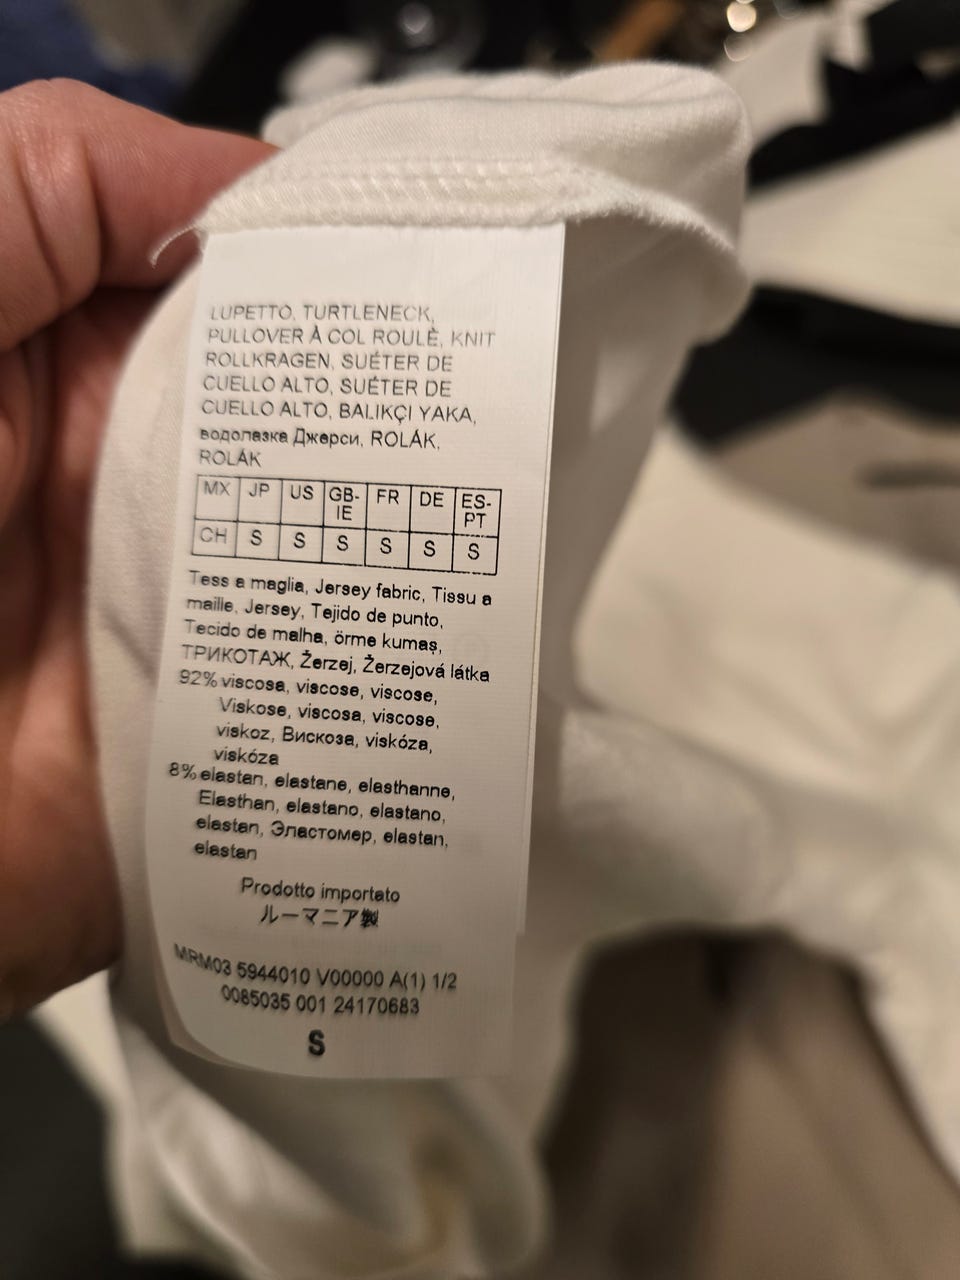 LUPETTO, TURTLENECK,
PULLOVER À COL ROULÈ, KNIT
ROLLKRAGEN, SUÉTER DE
CUELLO ALTO, SUÉTER DE
CUELLO ALTO, BALIKÇI YAKA,
водолазка Джерси, ROLÁK,
ROLÁK
MX JP US GB-IE FR DE ES-PT
CH S S S S S S
Tess a maglia, Jersey fabric, Tissu a
maille, Jersey, Tejido de punto,
Tecido de malha, örme kumaş,
ТРИКОТАЖ, Žerzej, Žerzejová látka
92% viscosa, viscose, viscose,
Viskose, viscosa, viscose,
viskoz, Вискоза, viskóza,
viskóza
8% elastan, elastane, elasthanne,
Elasthan, elastano, elastano,
elastan, Эластомер, elastan,
elastan
Prodotto importato
ルーマニア製
MRM03 5944010 V00000 A(1) 1/2
0085035 001 24170683
S